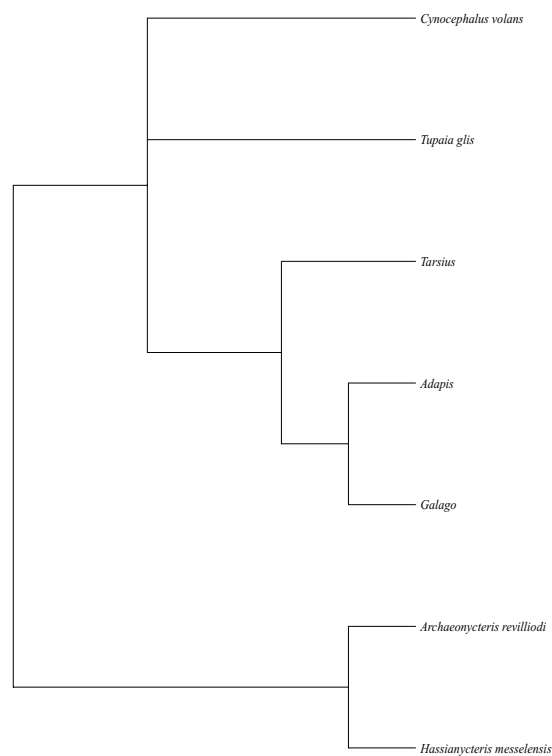 Cynocephalus volans
Tupaia glis
Tarsius
Adapis
Galago
Archaeonycteris revilliodi
Hassianycteris messelensis